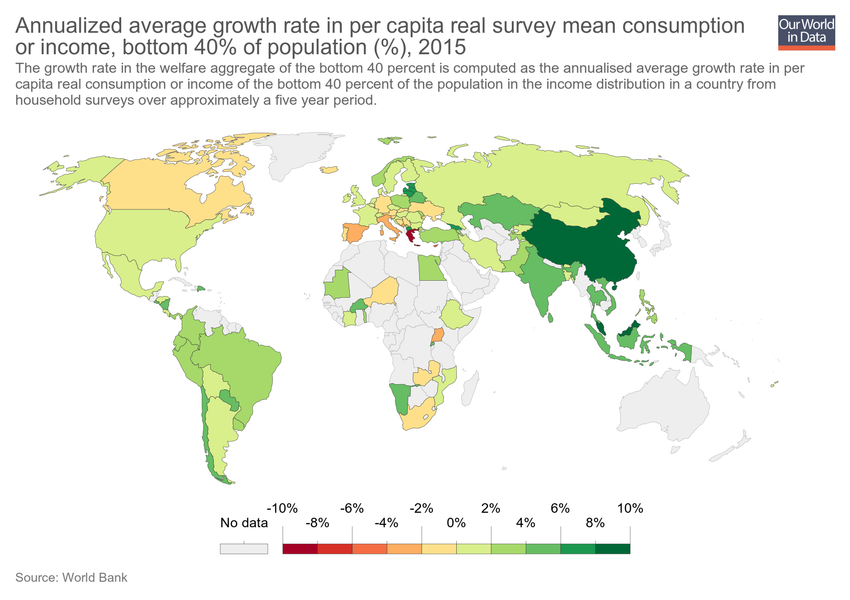 Annualized average growth rate in per capita real survey mean consumption
or income, bottom 40% of population (%), 2015
Our World
in Data
The growth rate in the welfare aggregate of the bottom 40 percent is computed as the annualised average growth rate in per
capita real consumption or income of the bottom 40 percent of the population in the income distribution in a country from
household surveys over approximately a five year period.
-10% -6% -2% 2% 6% 10%
No data -8% -4% 0% 4% 8%
Source: World Bank